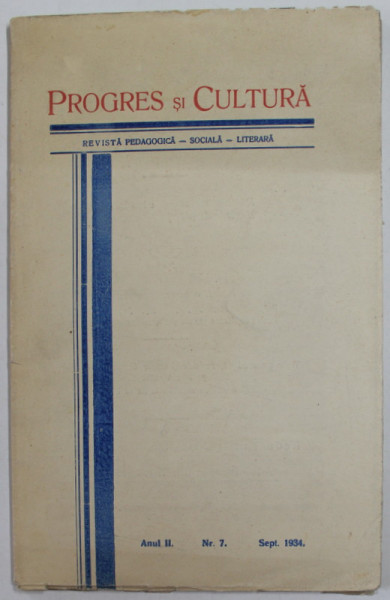 PROGRES ȘI CULTURĂ
REVISTĂ PEDAGOGICĂ — SOCIALĂ — LITERARĂ
Anul II. Nr. 7. Sept. 1934.